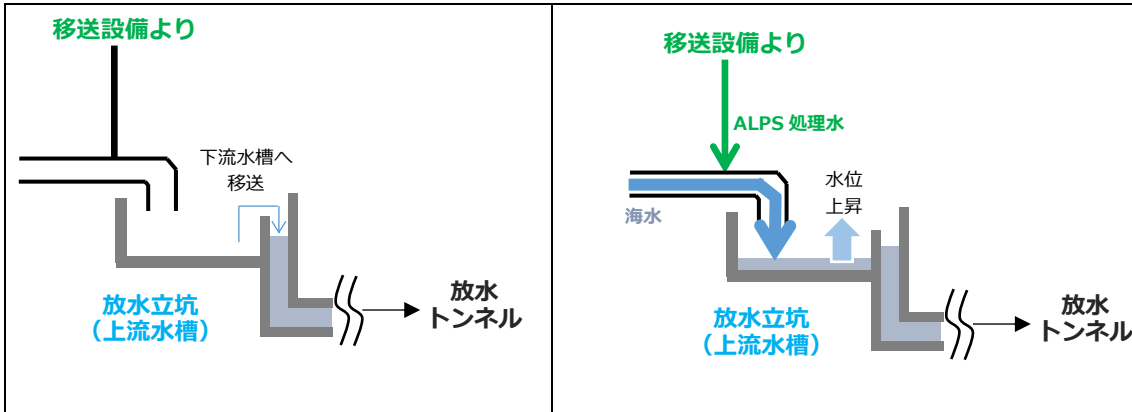 移送設備より
下流水槽へ
移送
放水立坑
（上流水槽）
放水
トンネル
移送設備より
ALPS 処理水
海水
水位
上昇
放水立坑
（上流水槽）
放水
トンネル